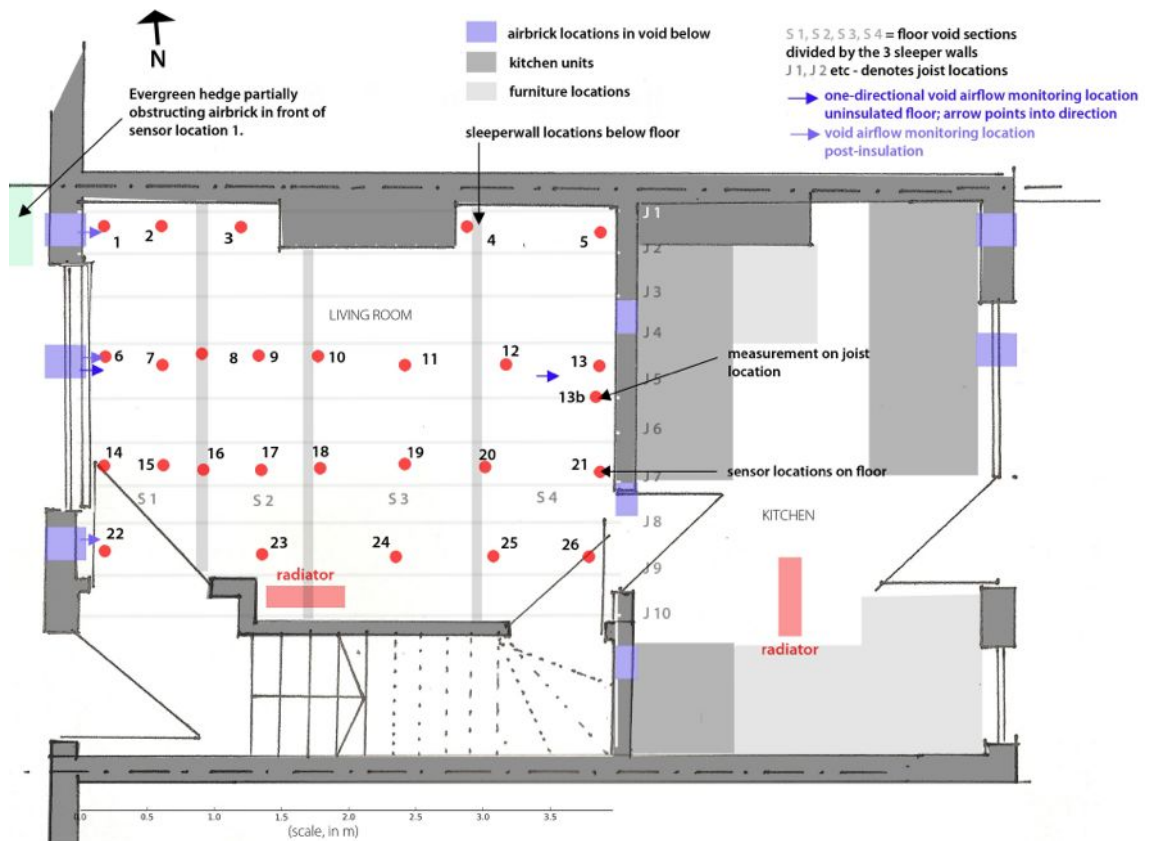 N
Evergreen hedge partially
obstructing airbrick in front of
sensor location 1.
airbrick locations in void below
kitchen units
furniture locations
sleeperwall locations below floor
S 1, S 2, S 3, S 4 = floor void sections
divided by the 3 sleeper walls
J 1, J 2 etc - denotes joist locations
one-directional void airflow monitoring location
uninsulated floor; arrow points into direction
void airflow monitoring location
post-insulation
1
2
3
4
5
J 1
J 2
J 3
LIVING ROOM
J 4
6
7
8
9
10
11
12
13
measurement on joist
location
J 5
13b
J 6
14
15
16
17
18
19
20
21
J 7
sensor locations on floor
S 1
S 2
S 3
S 4
J 8
KITCHEN
22
23
24
25
26
J 9
radiator
J 10
radiator
0.0
0.5
1.0
1.5
2.0
2.5
3.0
3.5
(scale, in m)